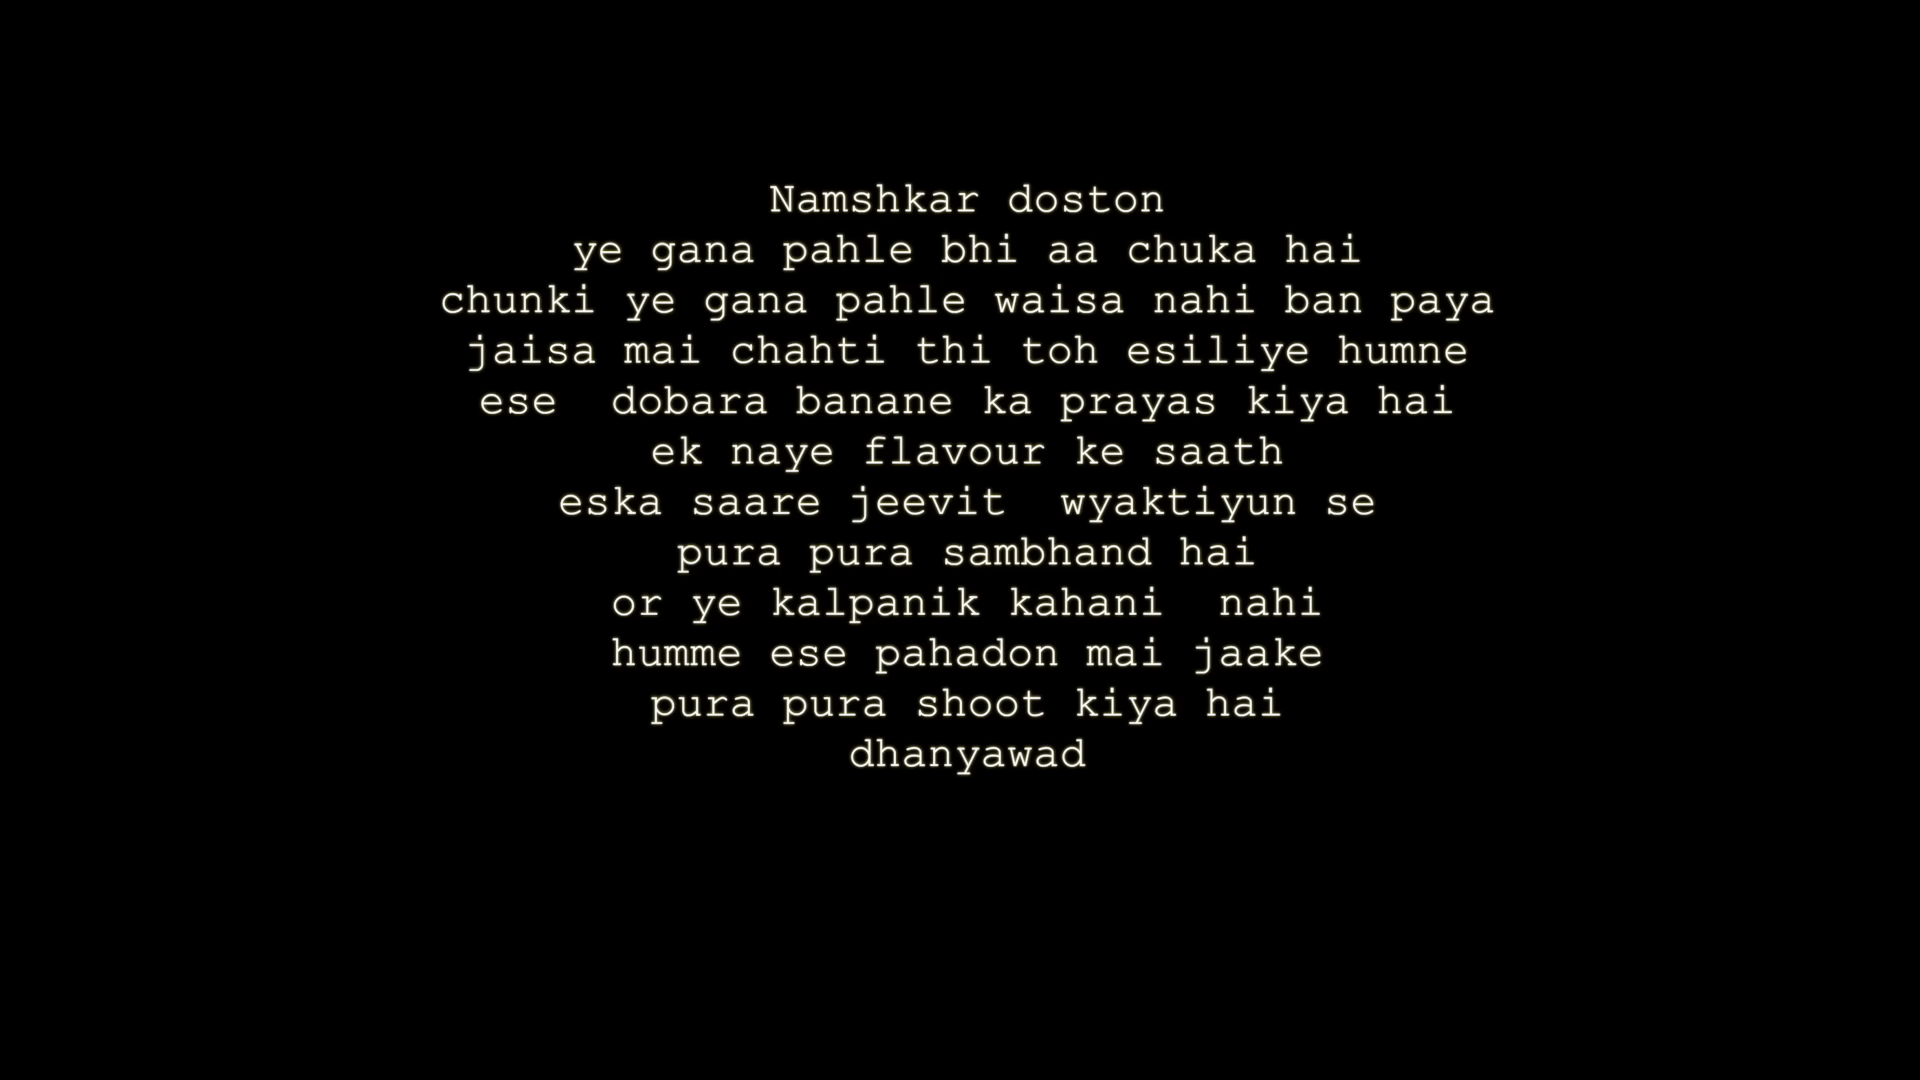 Namshkar doston
ye gana pahle bhi aa chuka hai
chunki ye gana pahle waisa nahi ban paya
jaisa mai chahti thi toh esiliye humne
ese  dobara banane ka prayas kiya hai
ek naye flavour ke saath
eska saare jeevit  wyaktiyun se
pura pura sambhand hai
or ye kalpanik kahani  nahi
humme ese pahadon mai jaake
pura pura shoot kiya hai
dhanyawad